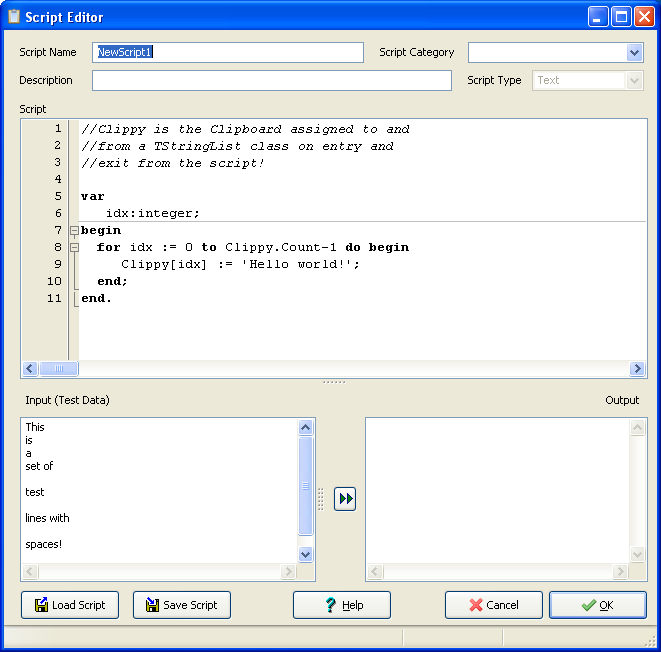 Script Editor
Script Name NewScript1 Script Category
Description Script Type Text
Script
1 //Clippy is the Clipboard assigned to and
2 //from a TStringList class on entry and
3 //exit from the script!
4
5 var
6 idx:integer;
7 begin
8 for idx := 0 to Clippy.Count-1 do begin
9 Clippy[idx] := 'Hello world!';
10 end;
11 end.
Input (Test Data) Output
This
is
a
set of
test
lines with
spaces!
Load Script Save Script Help Cancel OK